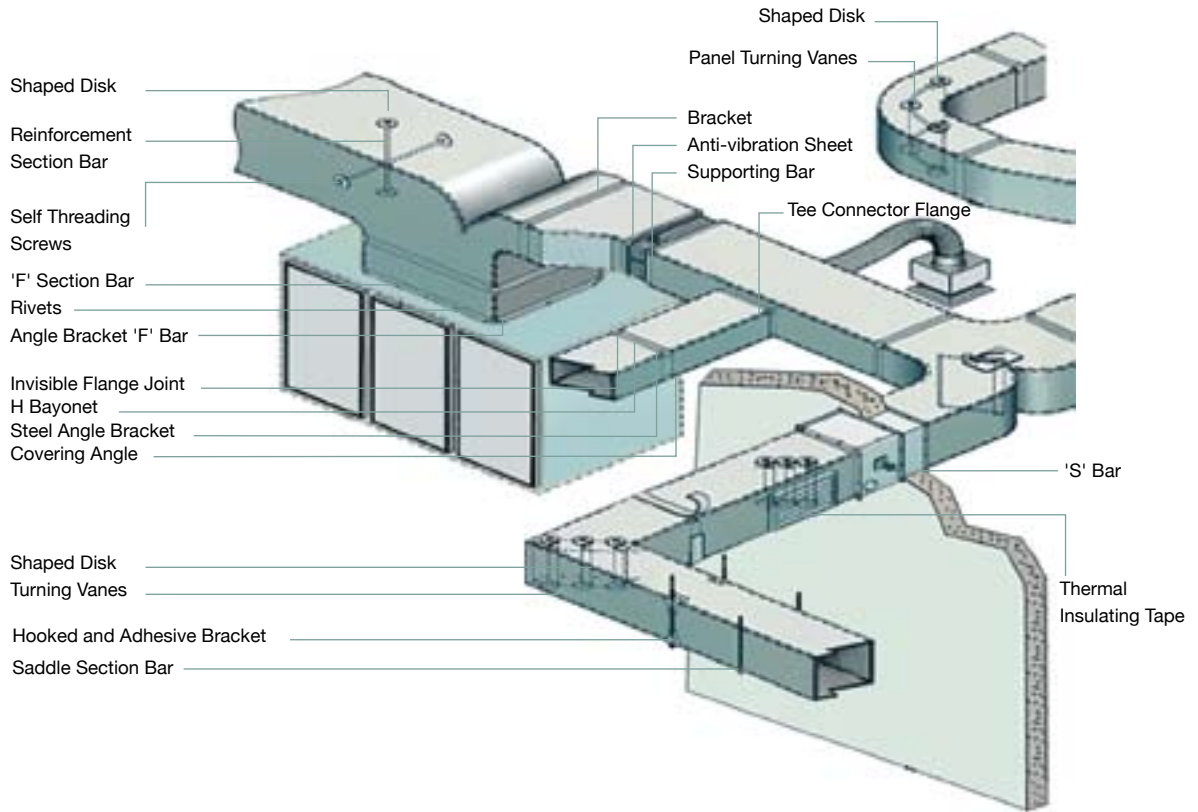 Shaped Disk
Panel Turning Vanes
Shaped Disk
Reinforcement
Section Bar
Self Threading
Screws
'F' Section Bar
Rivets
Angle Bracket 'F' Bar
Invisible Flange Joint
H Bayonet
Steel Angle Bracket
Covering Angle
Bracket
Anti-vibration Sheet
Supporting Bar
Tee Connector Flange
'S' Bar
Thermal
Insulating Tape
Shaped Disk
Turning Vanes
Hooked and Adhesive Bracket
Saddle Section Bar